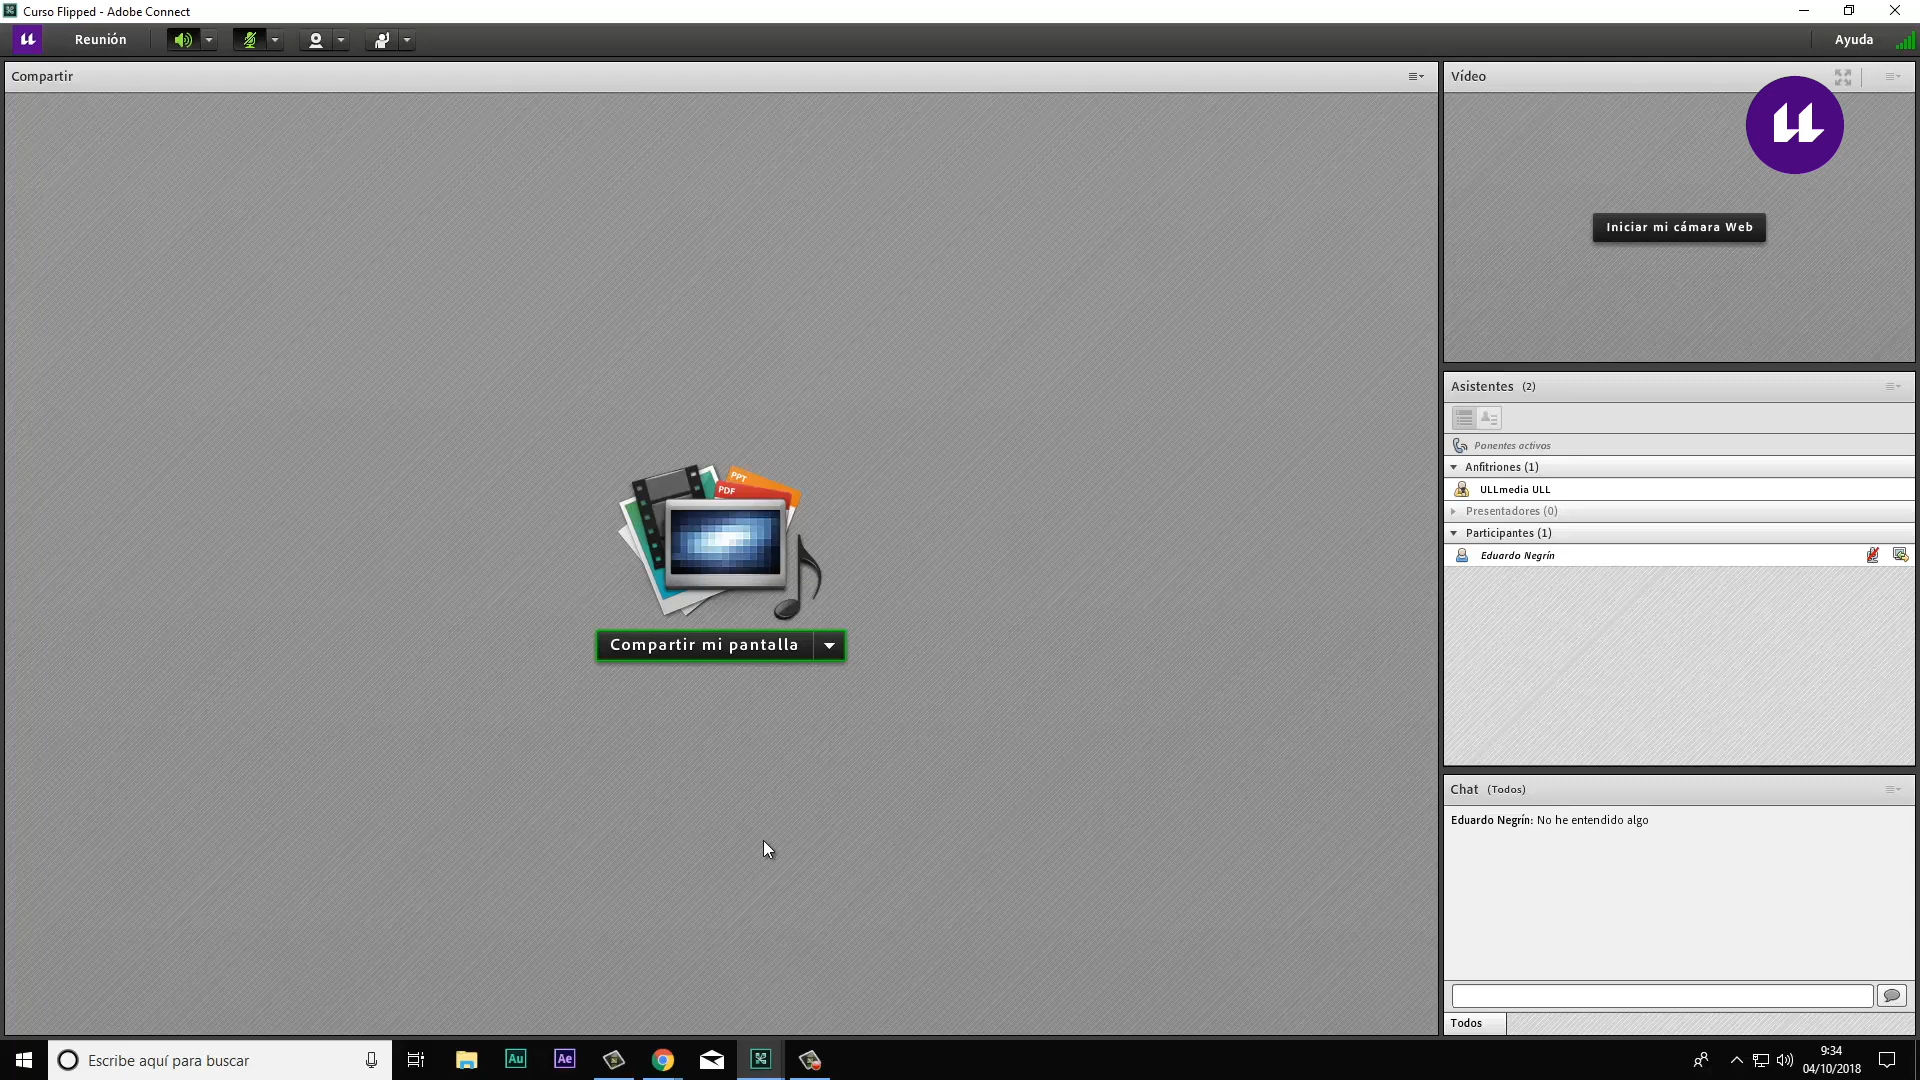 Curso Flipped - Adobe Connect
Reunión
Ayuda
Compartir
Vídeo
Iniciar mi cámara Web
PPT
PDF
Compartir mi pantalla
Asistentes (2)
Ponentes activos
Anfitriones (1)
ULLmedia ULL
Presentadores (0)
Participantes (1)
Eduardo Negrín
Chat (Todos)
Eduardo Negrín: No he entendido algo
Todos
Escribe aquí para buscar
Au
Ae
9:34
04/10/2018